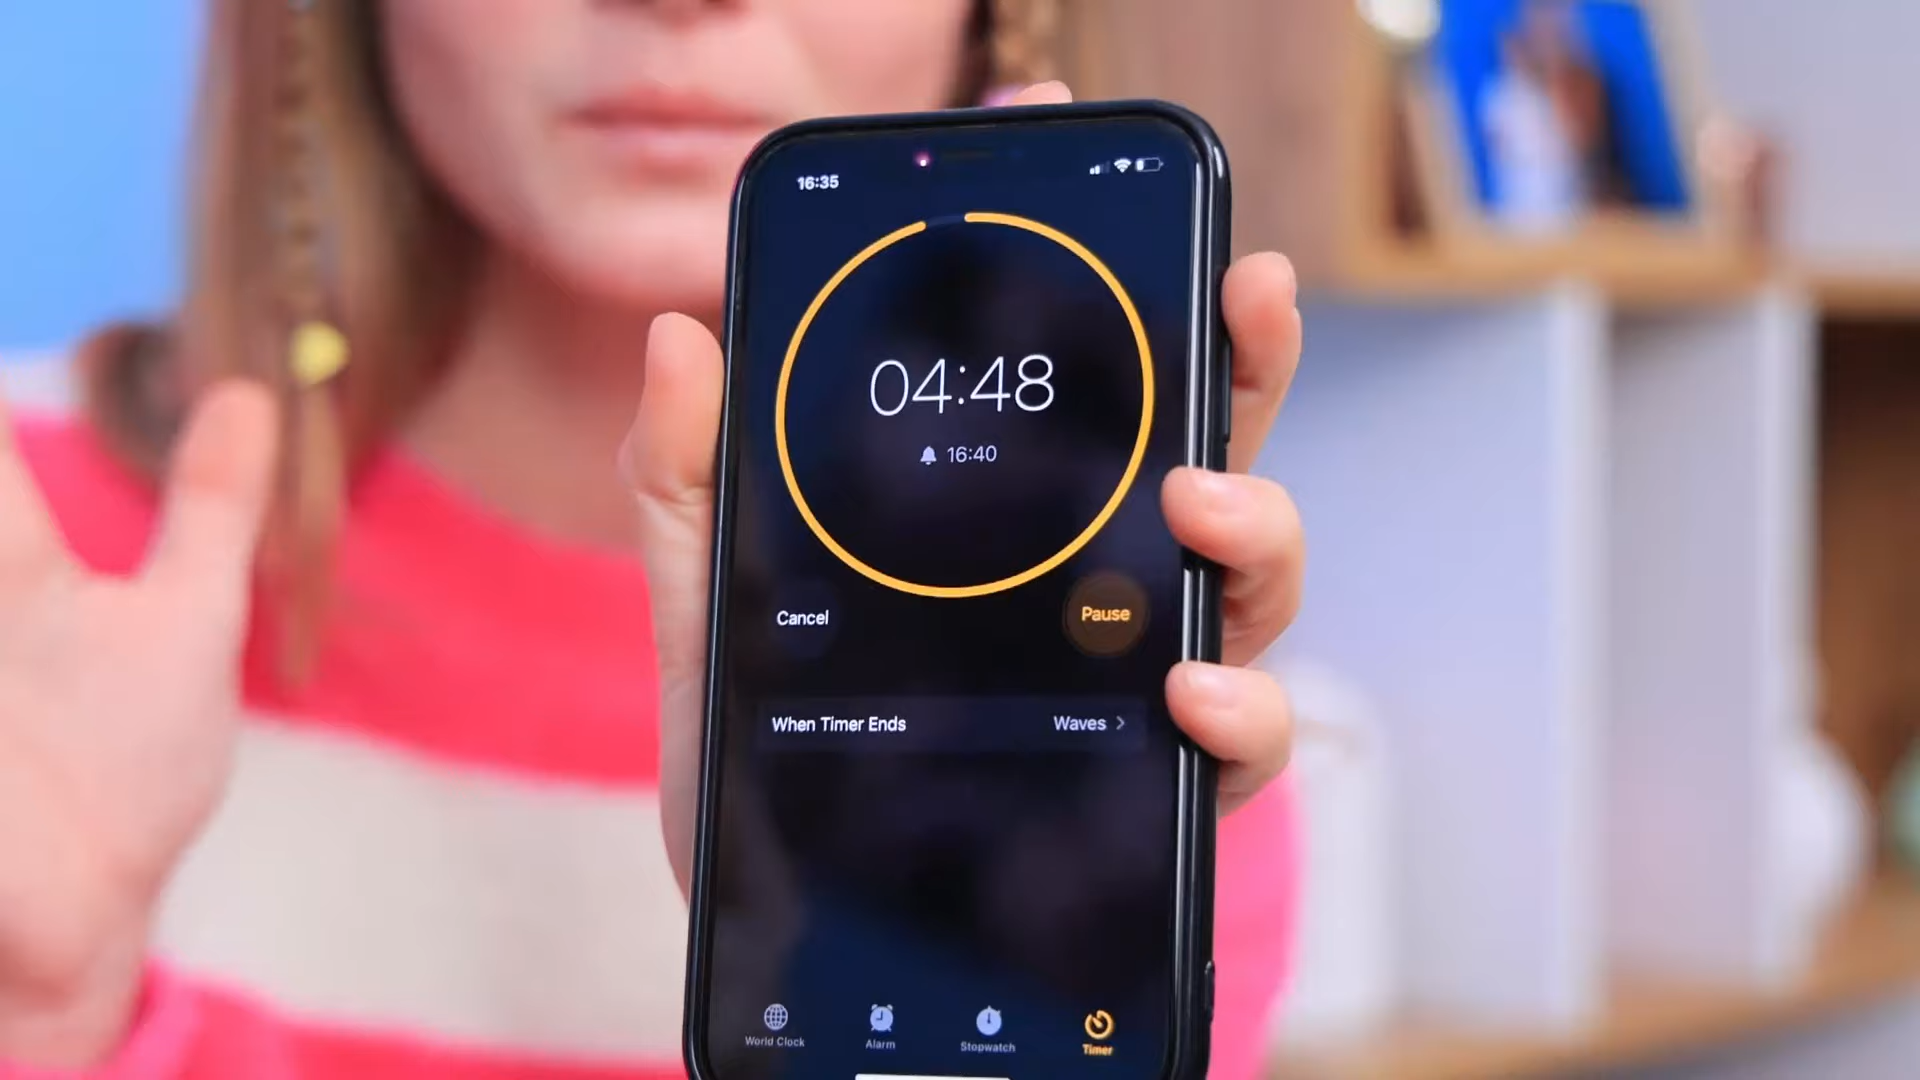 16:35
04:48
16:40
Cancel
Pause
When Timer Ends
Waves
World Clock
Alarm
Stopwatch
Timer